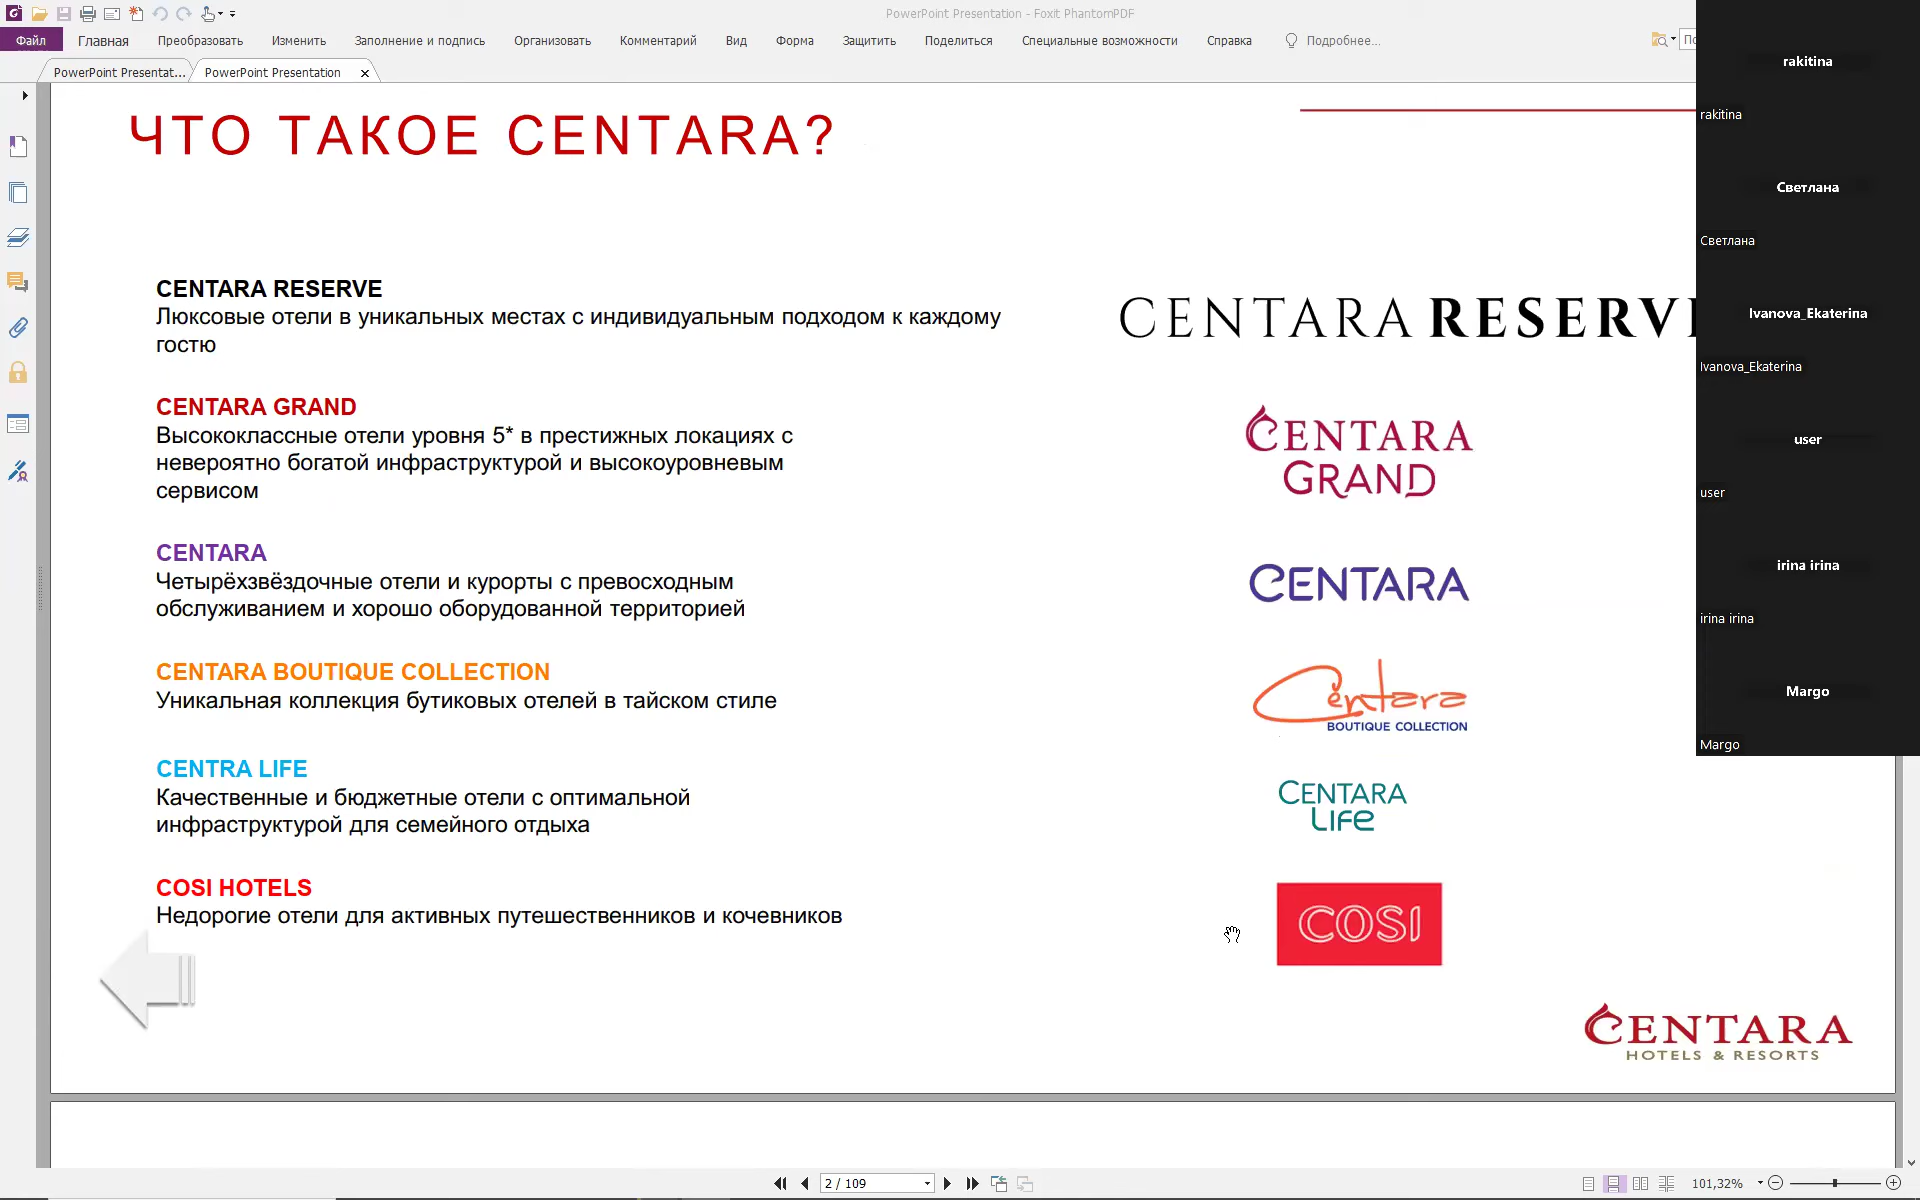 PowerPoint Presentation - Foxit PhantomPDF
Файл Главная Преобразовать Изменить Заполнение и подпись Организовать Комментарий Вид Форма Защитить Поделиться Специальные возможности Справка Подробнее...
PowerPoint Presentat... PowerPoint Presentation
ЧТО ТАКОЕ CENTARA?
CENTARA RESERVE
Люксовые отели в уникальных местах с индивидуальным подходом к каждому
гостю
CENTARA GRAND
Высококлассные отели уровня 5* в престижных локациях с
невероятно богатой инфраструктурой и высокоуровневым
сервисом
CENTARA
Четырёхзвёздочные отели и курорты с превосходным
обслуживанием и хорошо оборудованной территорией
CENTARA BOUTIQUE COLLECTION
Уникальная коллекция бутиковых отелей в тайском стиле
CENTRA LIFE
Качественные и бюджетные отели с оптимальной
инфраструктурой для семейного отдыха
COSI HOTELS
Недорогие отели для активных путешественников и кочевников
CENTARA RESERV
CENTARA
GRAND
CENTARA
Centara
BOUTIQUE COLLECTION
CENTARA
LIFE
COSI
CENTARA
HOTELS & RESORTS
rakitina
rakitina
Светлана
Светлана
Ivanova_Ekaterina
Ivanova_Ekaterina
user
user
irina irina
irina irina
Margo
Margo
2 / 109
101,32%